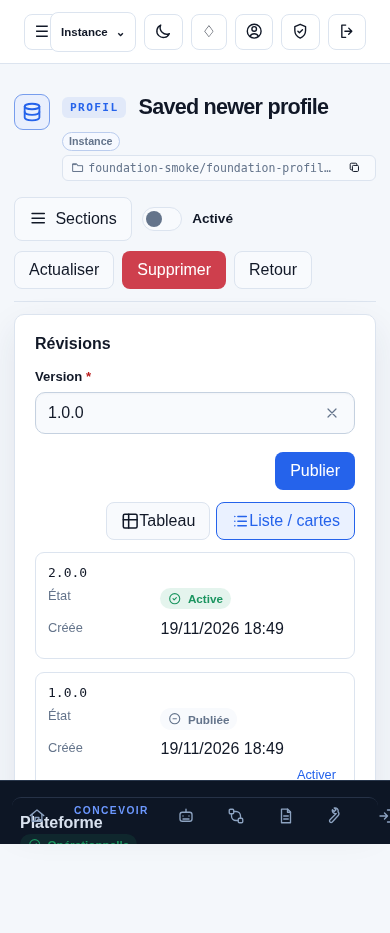 Instance
PROFIL Saved newer profile
Instance
foundation-smoke/foundation-profil…
Sections
Activé
Actualiser Supprimer Retour
Révisions
Version *
1.0.0
Publier
Tableau Liste / cartes
2.0.0
État Active
Créée 19/11/2026 18:49
1.0.0
État Publiée
Créée 19/11/2026 18:49
Activer
CONCEVOIR
Plateforme
Opérationnelle